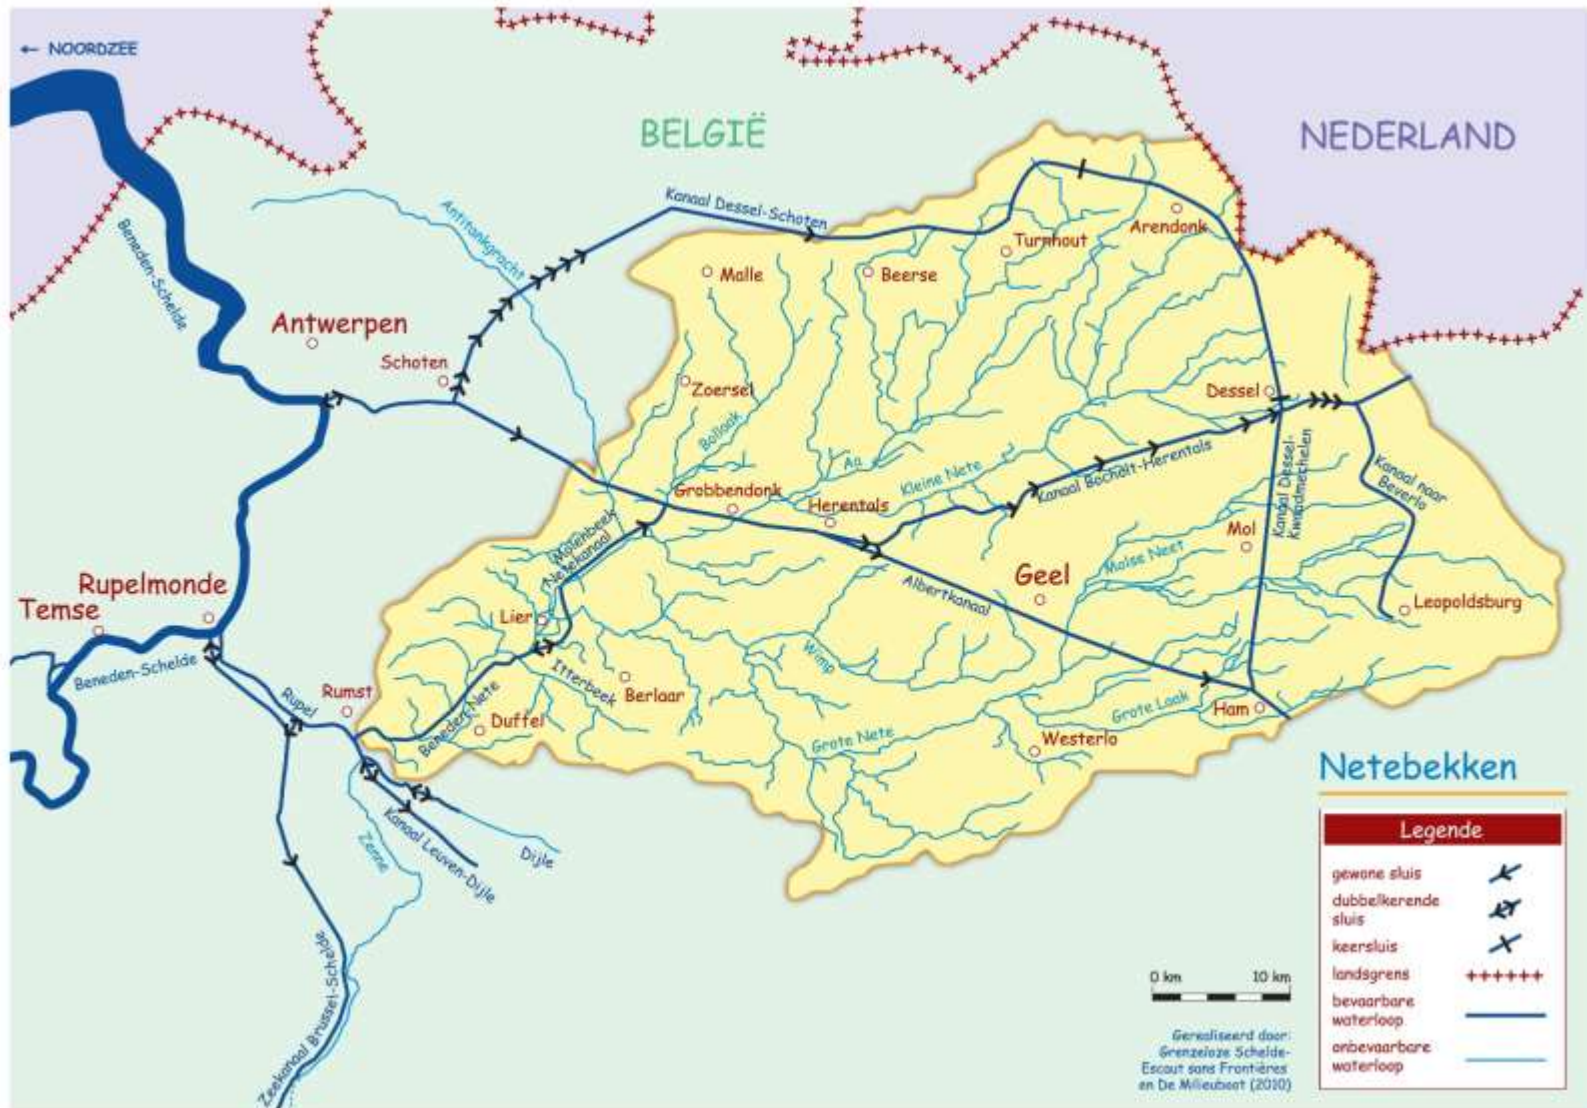 ← NOORDZEE
BELGIË
NEDERLAND
Beneden-Schelde
Antitankgracht
Kanaal Dessel-Schoten
Arendonk
Turnhout
Malle
Beerse
Antwerpen
Schoten
Zoersel
Dessel
Bollaak
Aa
Kleine Nete
Kanaal Bocholt-Herentals
Kanaal Dessel-
Kwaadmechelen
Kanaal naar
Beverlo
Grobbendonk
Herentals
Mol
Molenbeek
Netekanaal
Molse Neet
Geel
Albertkanaal
Leopoldsburg
Rupelmonde
Temse
Lier
Wimp
Beneden-Schelde
Itterbeek
Berlaar
Rumst
Rupel
Beneden-Nete
Duffel
Grote Laak
Ham
Grote Nete
Westerlo
Zenne
Kanaal Leuven-Dijle
Dijle
Zeekanaal Brussel-Schelde
Netebekken
Legende
gewone sluis
dubbelkerende
sluis
keersluis
landsgrens
bevaarbare
waterloop
onbevaarbare
waterloop
0 km 10 km
Gerealiseerd door:
Grenzeloze Schelde-
Escaut sans Frontières
en De Milieuboot (2010)